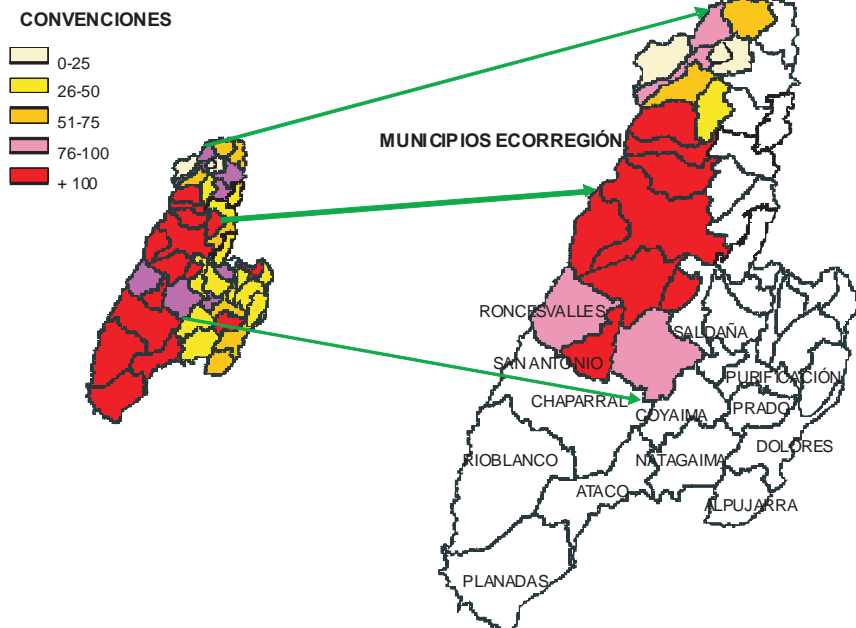 CONVENCIONES
0-25
26-50
51-75
76-100
+ 100
MUNICIPIOS ECORREGIÓN
RONCESVALLES
SALDAÑA
SAN ANTONIO
PURIFICACIÓN
CHAPARRAL
COYAIMA
PRADO
DOLORES
RIOBLANCO
NATAGAIMA
ATACO
ALPUJARRA
PLANADAS